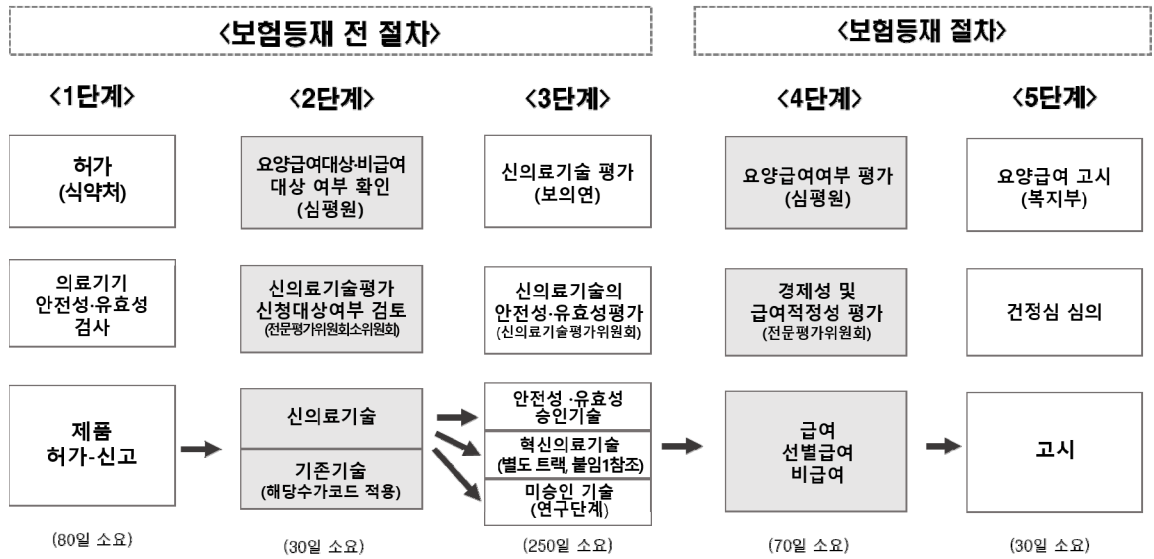 <보험등재 전 절차>
<보험등재 절차>
<1단계>
<2단계>
<3단계>
<4단계>
<5단계>
허가
(식약처)
요양급여대상·비급여
대상 여부 확인
(심평원)
신의료기술 평가
(보의연)
요양급여여부 평가
(심평원)
요양급여 고시
(복지부)
의료기기
안전성·유효성
검사
신의료기술평가
신청대상여부 검토
(전문평가위원회소위원회)
신의료기술의
안전성·유효성평가
(신의료기술평가위원회)
경제성 및
급여적정성 평가
(전문평가위원회)
건정심 심의
제품
허가-신고
신의료기술
기존기술
(해당수가코드 적용)
안전성 ·유효성
승인기술
혁신의료기술
(별도 트랙, 붙임1참조)
미승인 기술
(연구단계)
급여
선별급여
비급여
고시
(80일 소요)
(30일 소요)
(250일 소요)
(70일 소요)
(30일 소요)